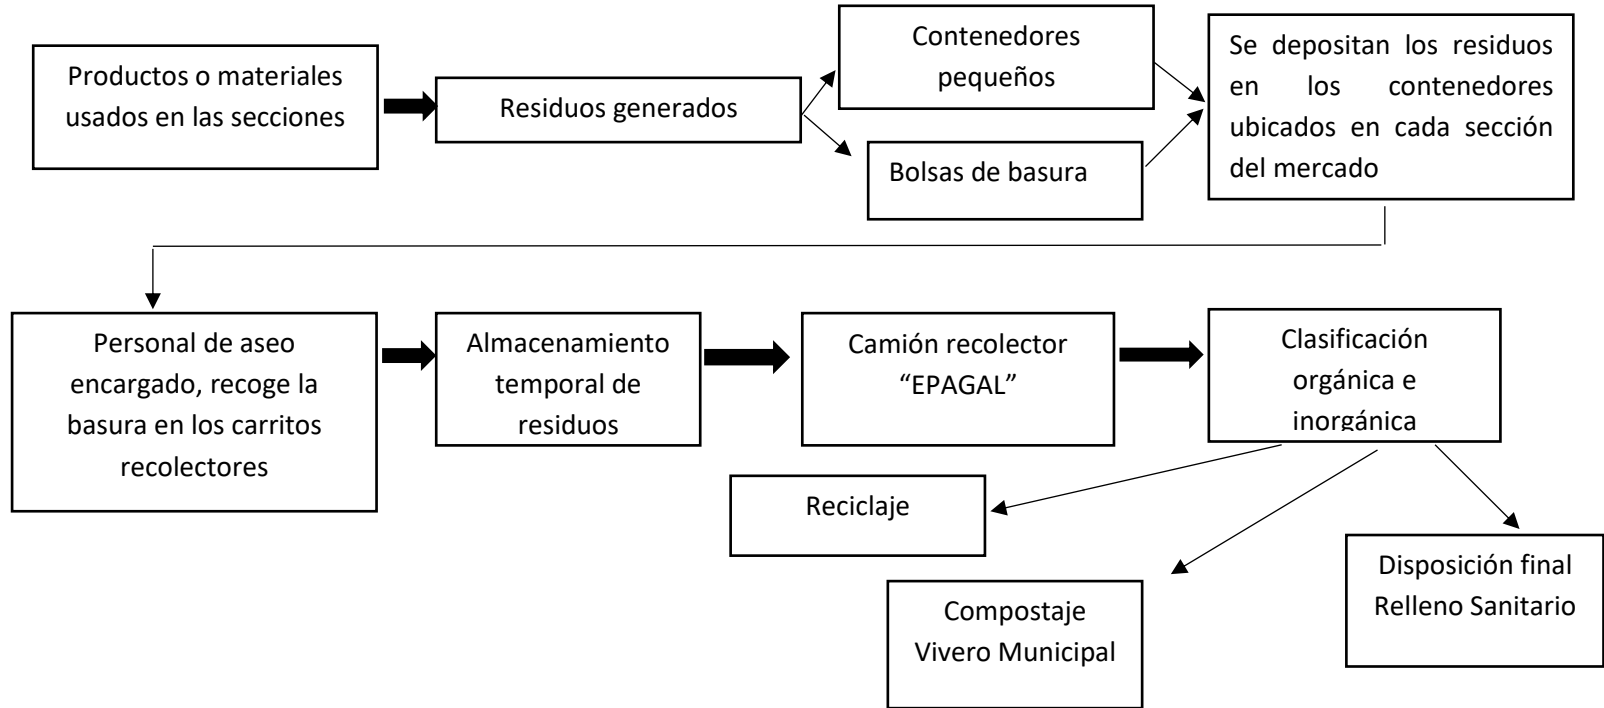 Productos o materiales
usados en las secciones
Residuos generados
Contenedores
pequeños
Bolsas de basura
Se depositan los residuos
en los contenedores
ubicados en cada sección
del mercado
Personal de aseo
encargado, recoge la
basura en los carritos
recolectores
Almacenamiento
temporal de
residuos
Camión recolector
“EPAGAL”
Clasificación
orgánica e
inorgánica
Reciclaje
Compostaje
Vivero Municipal
Disposición final
Relleno Sanitario